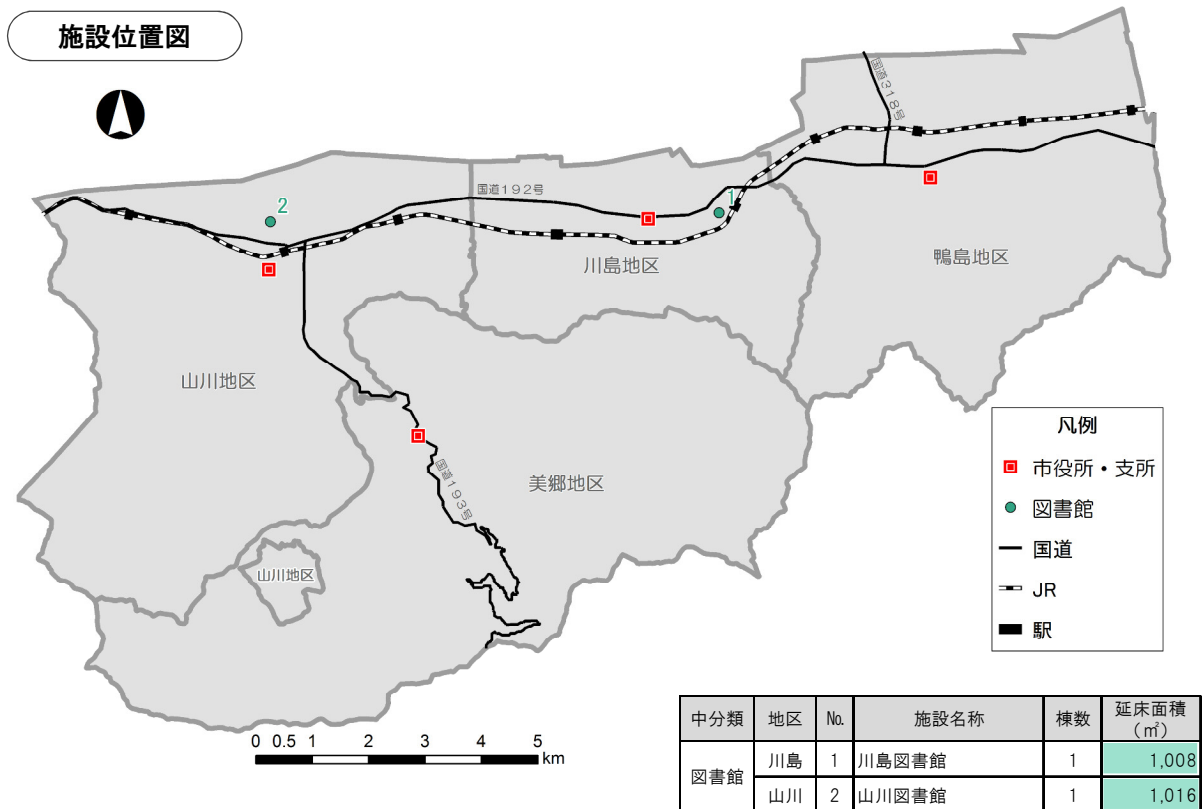 施設位置図
国道318号
2
国道192号
1
川島地区
鴨島地区
山川地区
国道193号
美郷地区
山川地区
凡例
市役所・支所
図書館
国道
JR
駅
0 0.5 1 2 3 4 5
km
中分類 地区 № 施設名称 棟数 延床面積
(㎡)
図書館 川島 1 川島図書館 1 1,008
山川 2 山川図書館 1 1,016